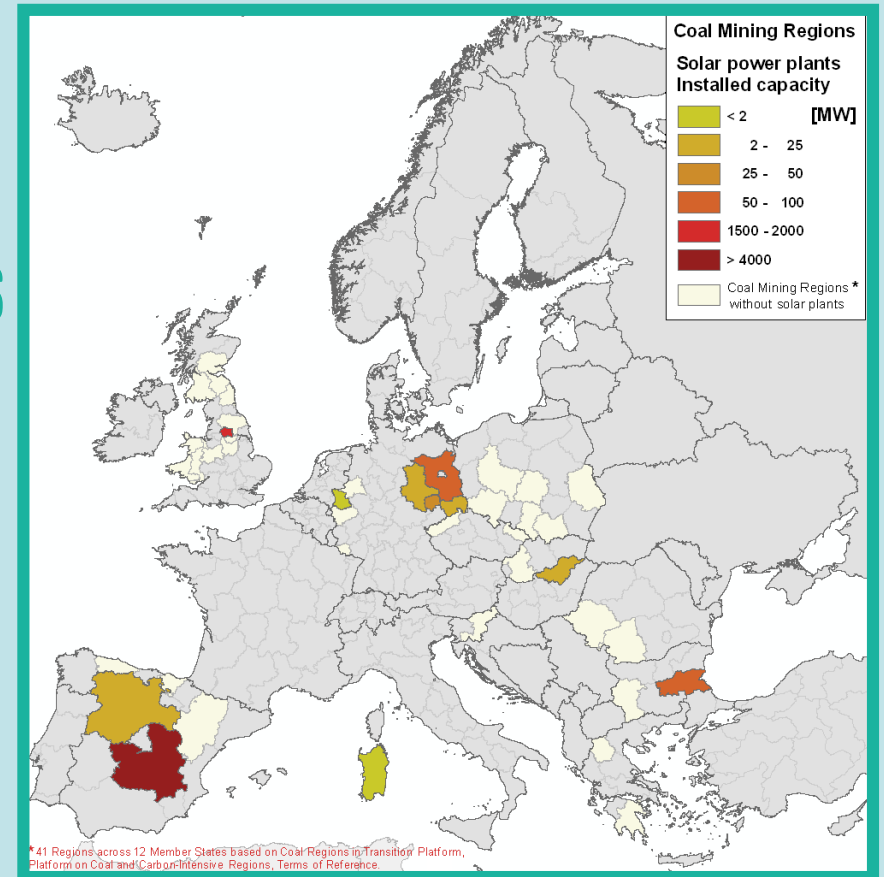 Coal Mining Regions
Solar power plants
Installed capacity
[MW]
< 2
2 - 25
25 - 50
50 - 100
1500 - 2000
> 4000
Coal Mining Regions *
without solar plants
* 41 Regions across 12 Member States based on Coal Regions in Transition Platform,
Platform on Coal and Carbon-Intensive Regions, Terms of Reference.